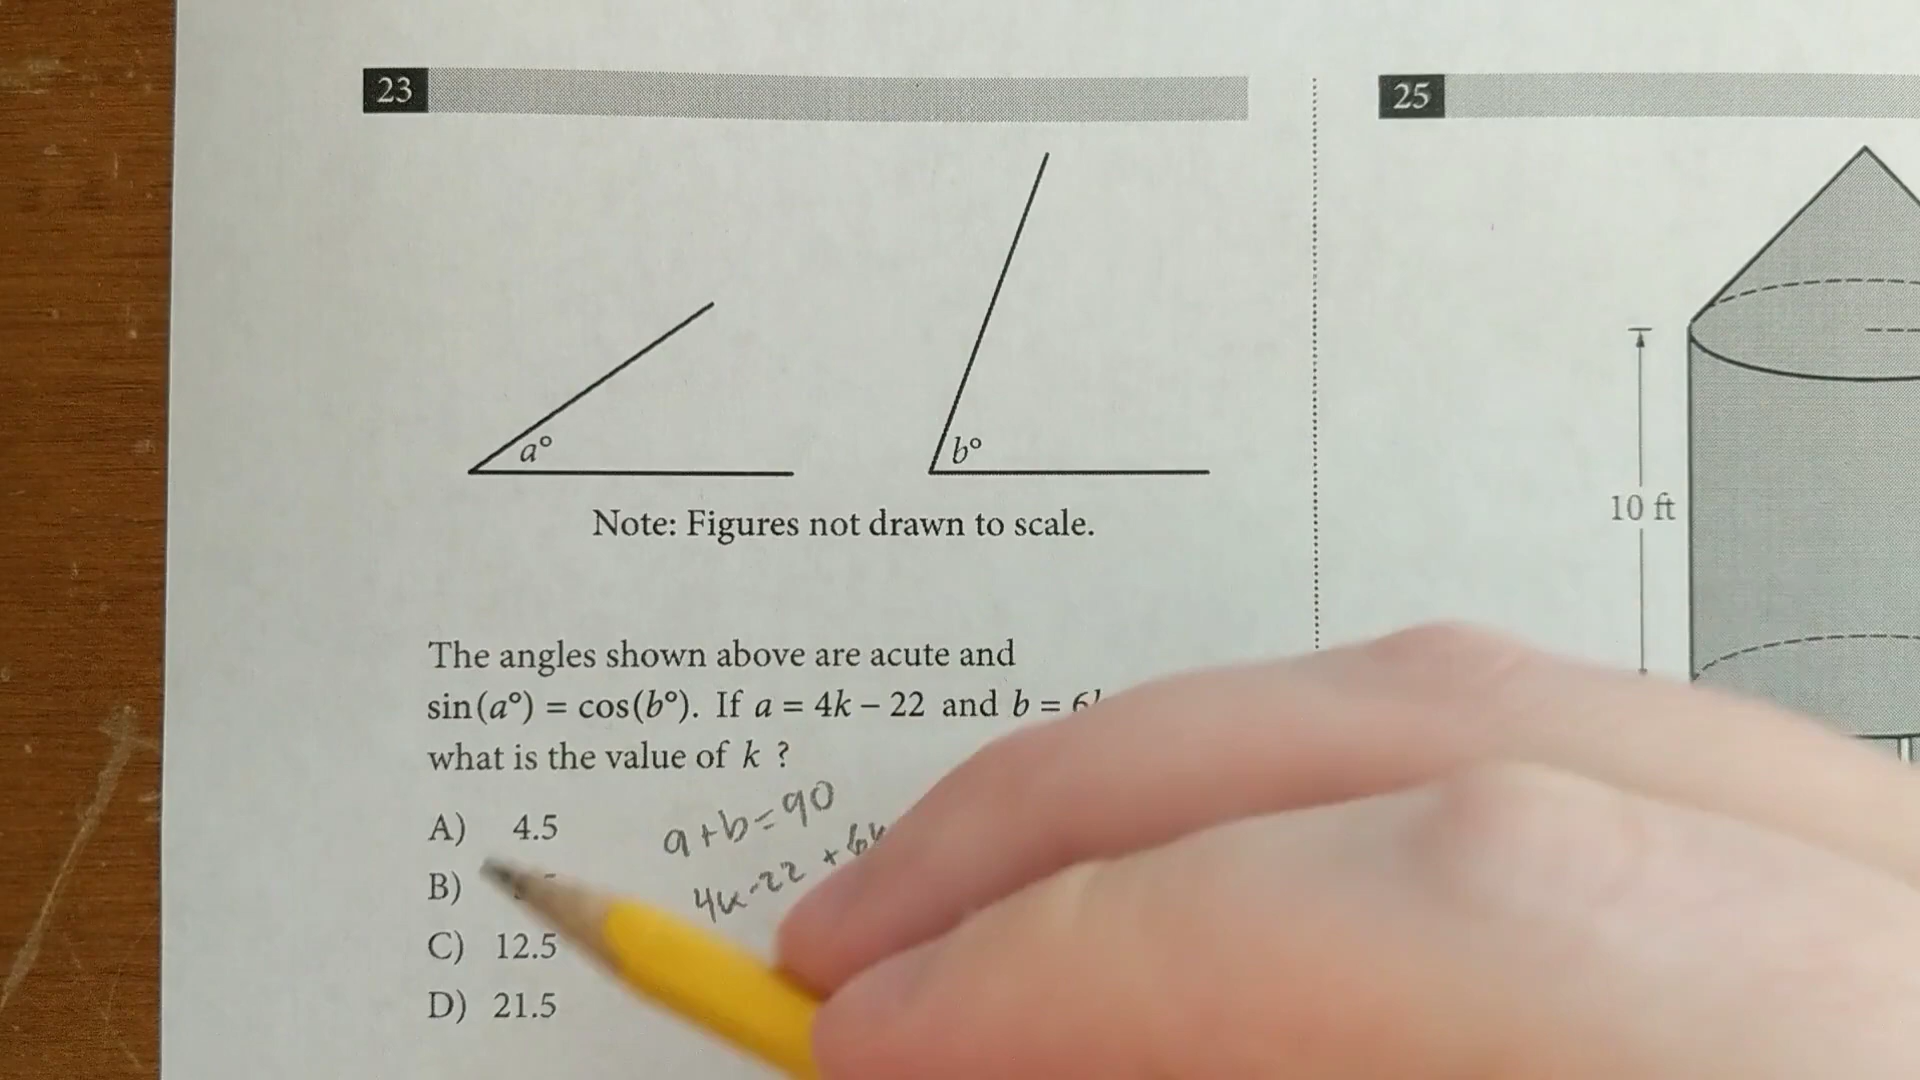 23
25
a°
b°
10 ft
Note: Figures not drawn to scale.
The angles shown above are acute and
sin(a°) = cos(b°). If a = 4k – 22 and b =
what is the value of k ?
A) 4.5
B)
C) 12.5
D) 21.5
a+b=90
4k-22 +